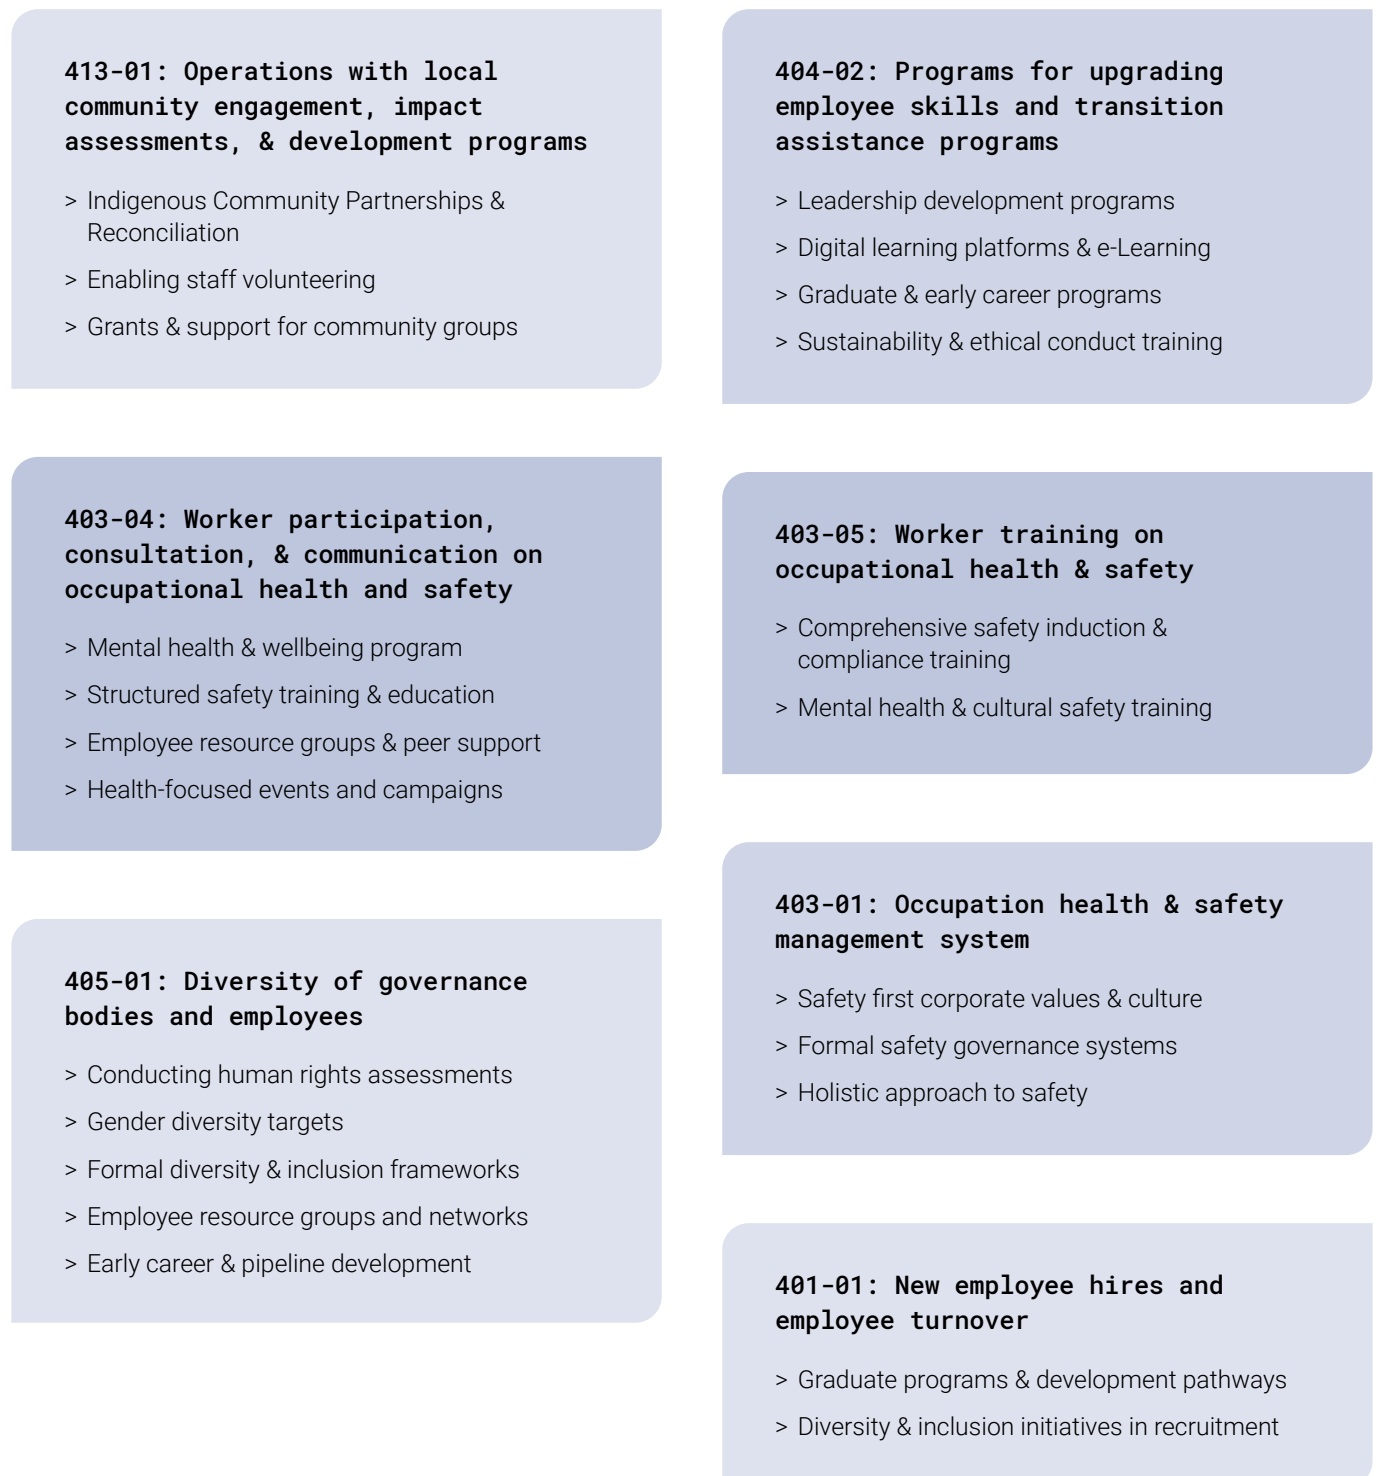 413-01: Operations with local
community engagement, impact
assessments, & development programs
> Indigenous Community Partnerships &
Reconciliation
> Enabling staff volunteering
> Grants & support for community groups
403-04: Worker participation,
consultation, & communication on
occupational health and safety
> Mental health & wellbeing program
> Structured safety training & education
> Employee resource groups & peer support
> Health-focused events and campaigns
405-01: Diversity of governance
bodies and employees
> Conducting human rights assessments
> Gender diversity targets
> Formal diversity & inclusion frameworks
> Employee resource groups and networks
> Early career & pipeline development
404-02: Programs for upgrading
employee skills and transition
assistance programs
> Leadership development programs
> Digital learning platforms & e-Learning
> Graduate & early career programs
> Sustainability & ethical conduct training
403-05: Worker training on
occupational health & safety
> Comprehensive safety induction &
compliance training
> Mental health & cultural safety training
403-01: Occupation health & safety
management system
> Safety first corporate values & culture
> Formal safety governance systems
> Holistic approach to safety
401-01: New employee hires and
employee turnover
> Graduate programs & development pathways
> Diversity & inclusion initiatives in recruitment